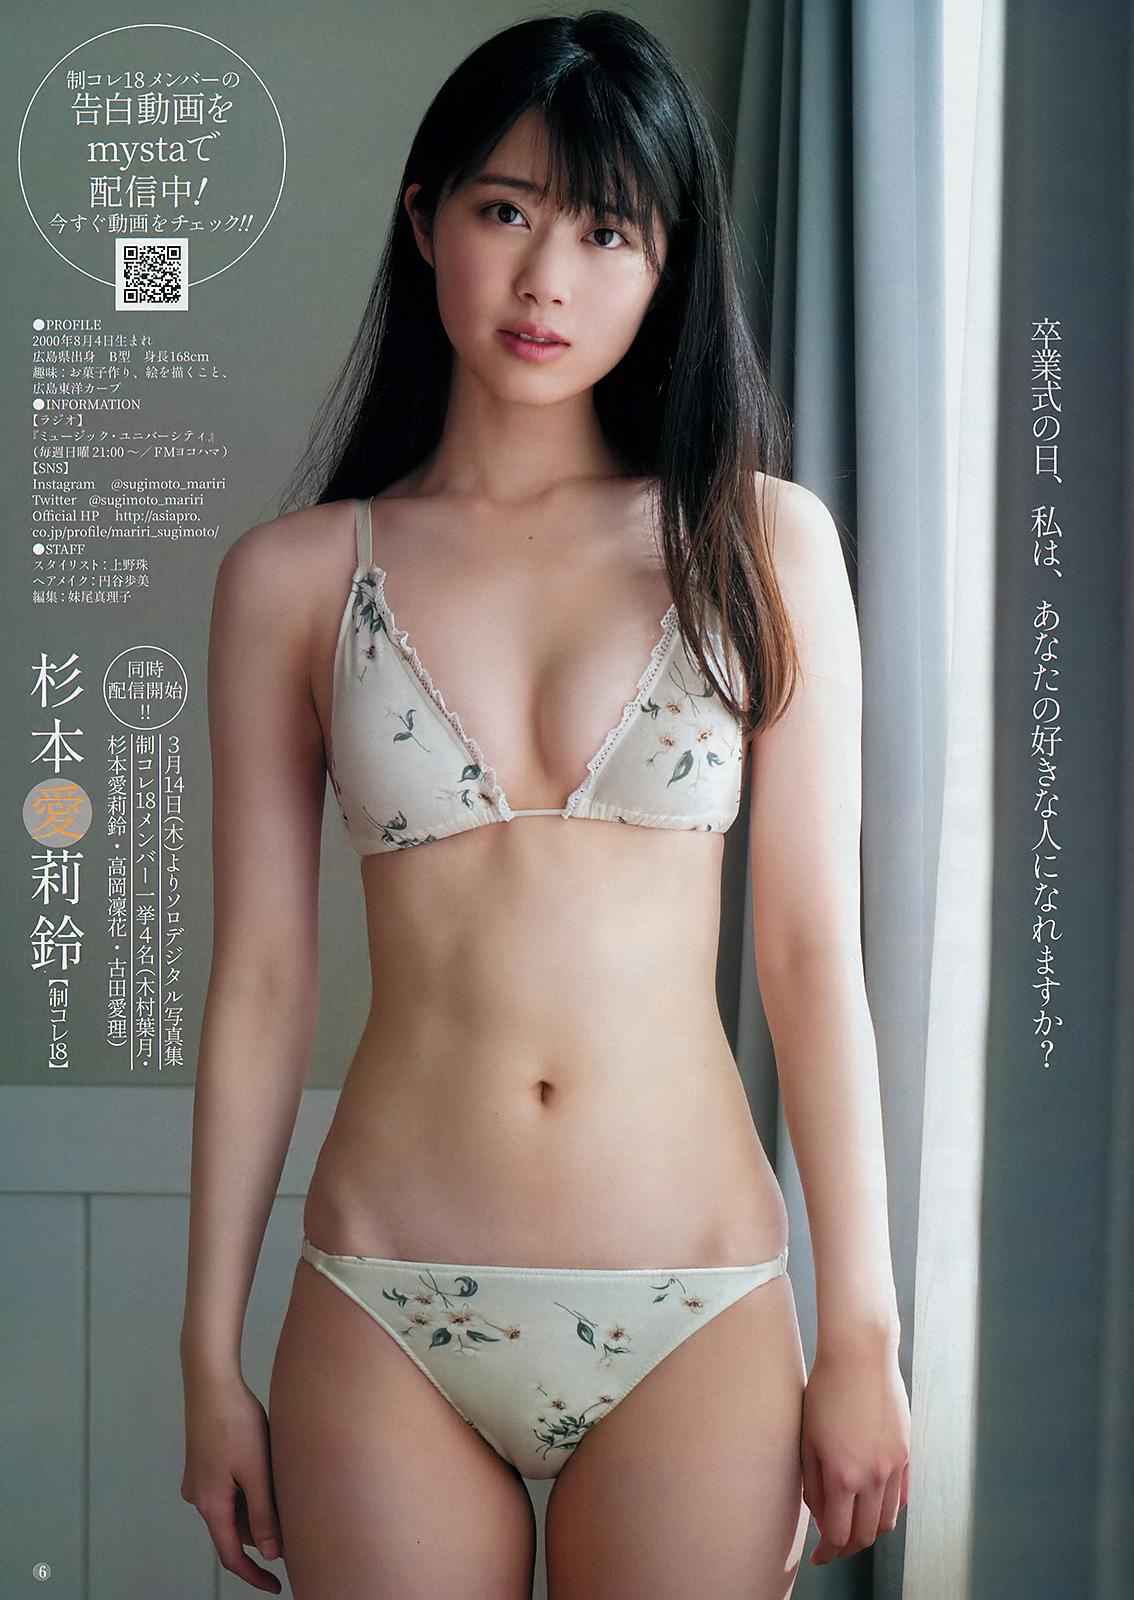 制コレ18メンバーの
告白動画を
mystaで
配信中!
今すぐ動画をチェック!!
●PROFILE
2000年8月4日生まれ
広島県出身　B型　身長168cm
趣味：お菓子作り、絵を描くこと、
広島東洋カープ
●INFORMATION
【ラジオ】
『ミュージック・ユニバーシティ』
（毎週日曜 21:00～／FMヨコハマ）
【SNS】
Instagram　@sugimoto_mariri
Twitter　@sugimoto_mariri
Official HP　http://asiapro.
co.jp/profile/mariri_sugimoto/
●STAFF
スタイリスト：上野珠
ヘアメイク：円谷歩美
編集：妹尾真理子
卒業式の日、私は、あなたの好きな人になれますか？
同時
配信開始
!!
3月14日(木)よりソロデジタル写真集
制コレ18メンバー一挙4名(木村葉月・
杉本愛莉鈴・高岡凜花・古田愛理)
杉本愛莉鈴【制コレ18】
6